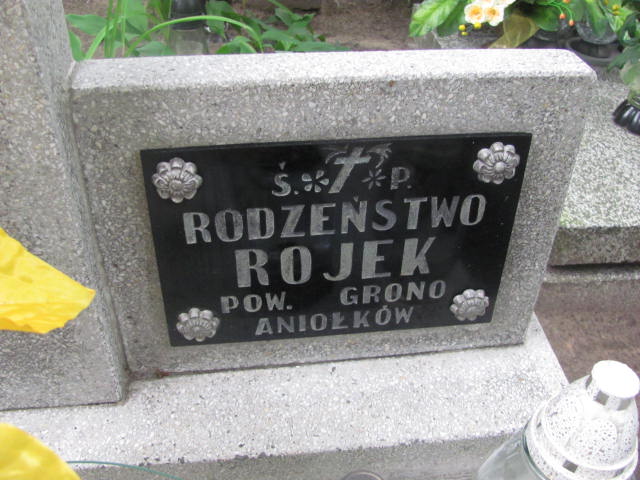 Ś. P.
RODZEŃSTWO
ROJEK
POW. GRONO
ANIOŁKÓW